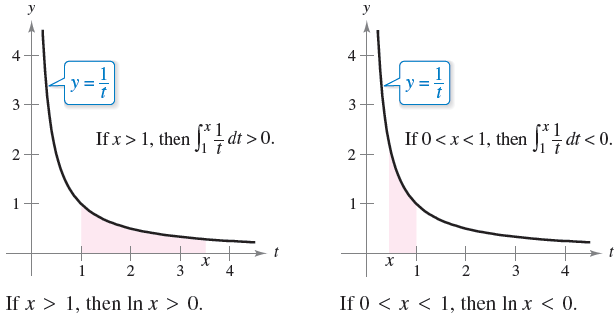 y
4
3
2
1
y = 1/t
If x > 1, then ∫₁ˣ 1/t dt > 0.
1
2
3
x
4
t
If x > 1, then ln x > 0.
y
4
3
2
1
y = 1/t
If 0 < x < 1, then ∫₁ˣ 1/t dt < 0.
x
1
2
3
4
t
If 0 < x < 1, then ln x < 0.